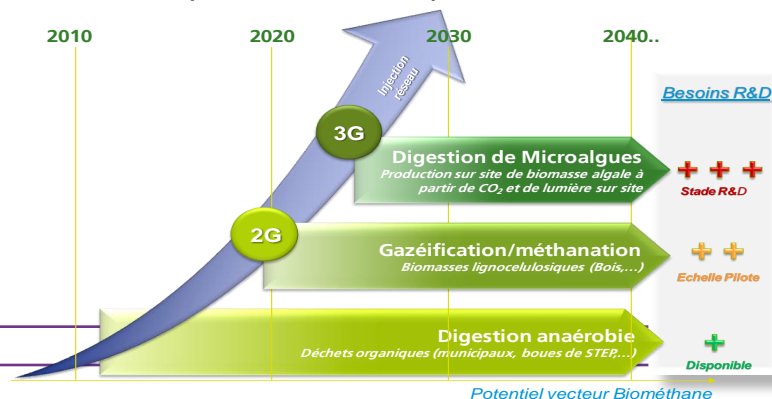 2010
2020
2030
2040..
Besoins R&D
Injection
réseau
3G
Digestion de Microalgues
Production sur site de biomasse algale à
partir de CO₂ et de lumière sur site
Stade R&D
2G
Gazéification/méthanation
Biomasses lignocelulosiques (Bois,...)
Echelle Pilote
Digestion anaérobie
Déchets organiques (municipaux, boues de STEP,...)
Disponible
Potentiel vecteur Biométhane